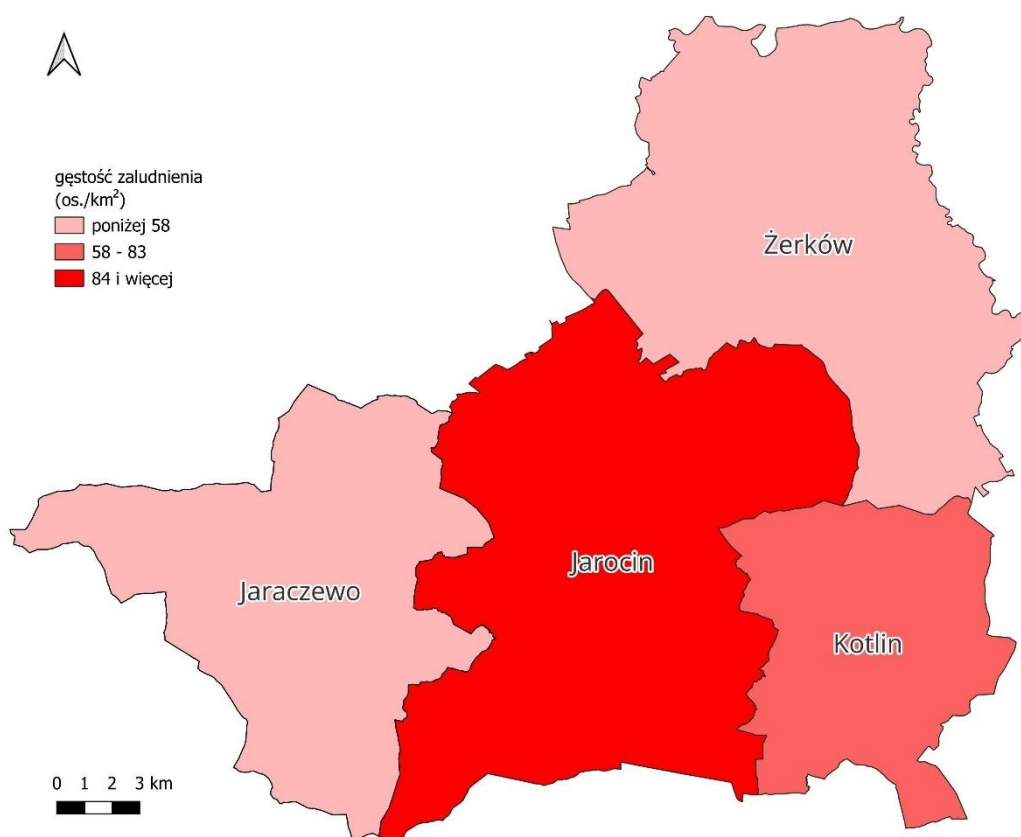 gęstość zaludnienia
(os./km²)
poniżej 58
58 - 83
84 i więcej
Żerków
Jarocin
Jaraczewo
Kotlin
0 1 2 3 km